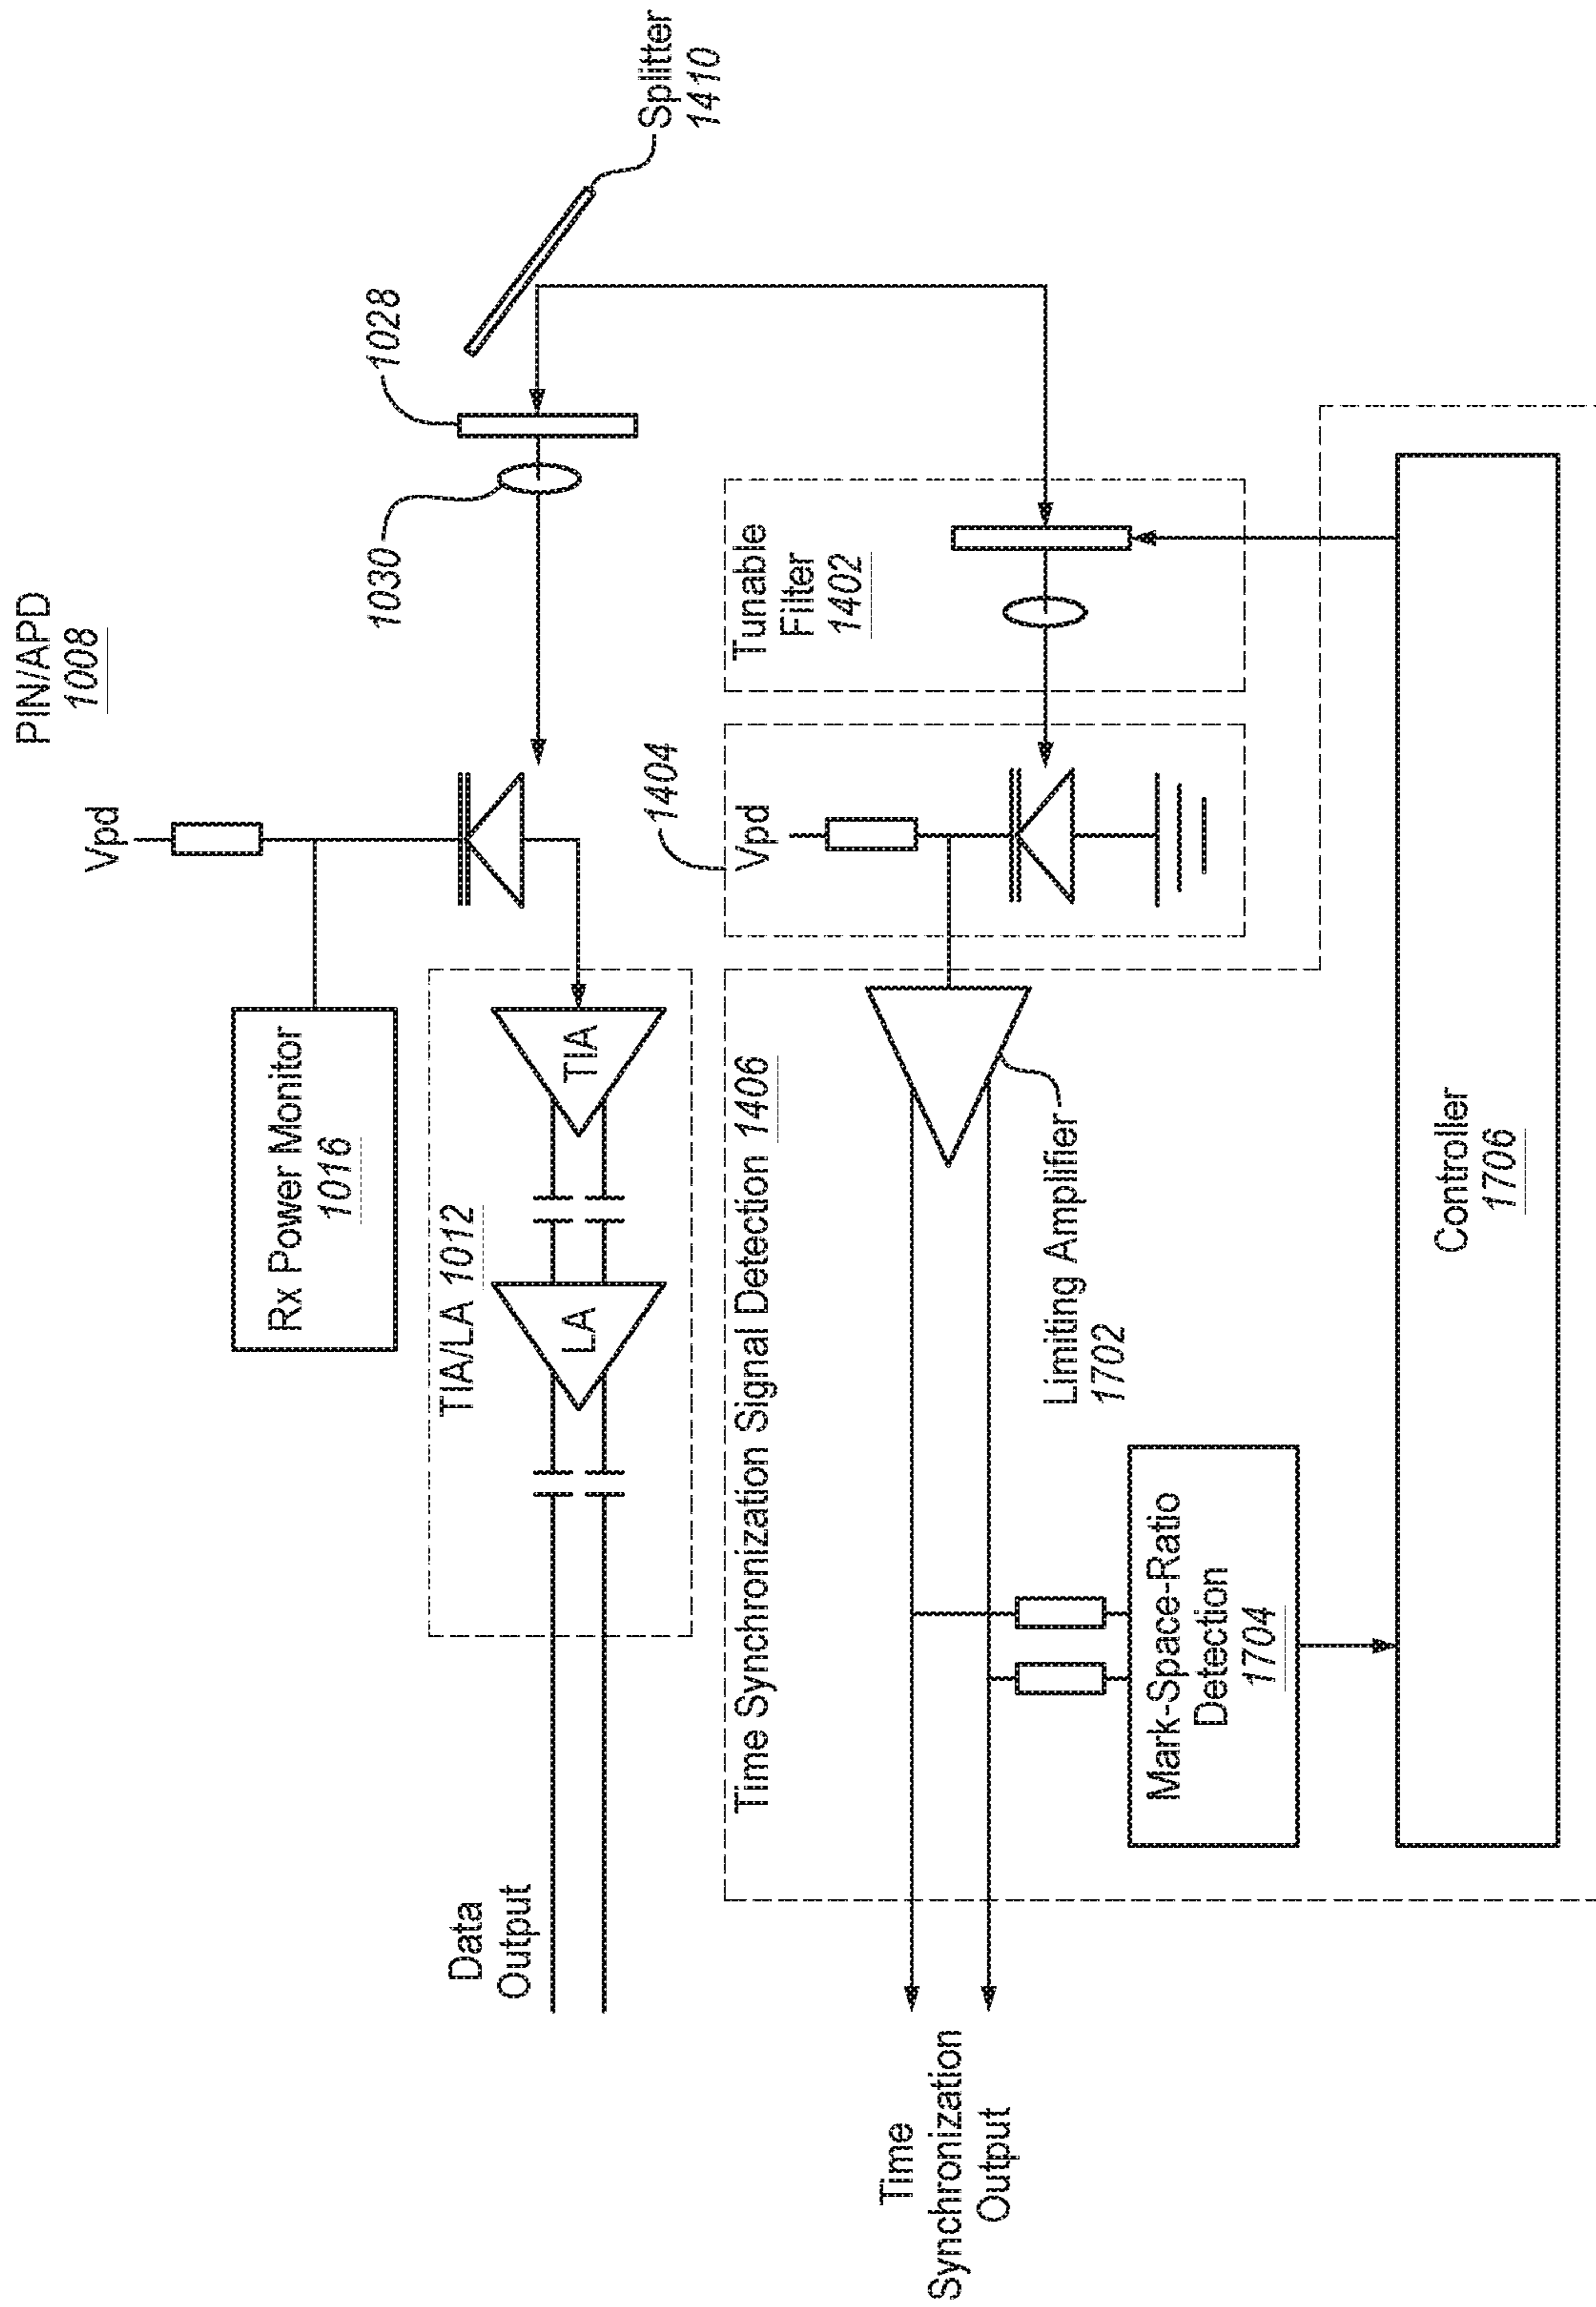 PIN/APD
1008
Vpd
Rx Power Monitor
1016
1028
1030
Splitter
1410
TIA/LA 1012
TIA
LA
Data
Output
Tunable
Filter
1402
1404
Vpd
Time Synchronization Signal Detection 1406
Limiting Amplifier
1702
Mark-Space-Ratio
Detection
1704
Controller
1706
Time
Synchronization
Output